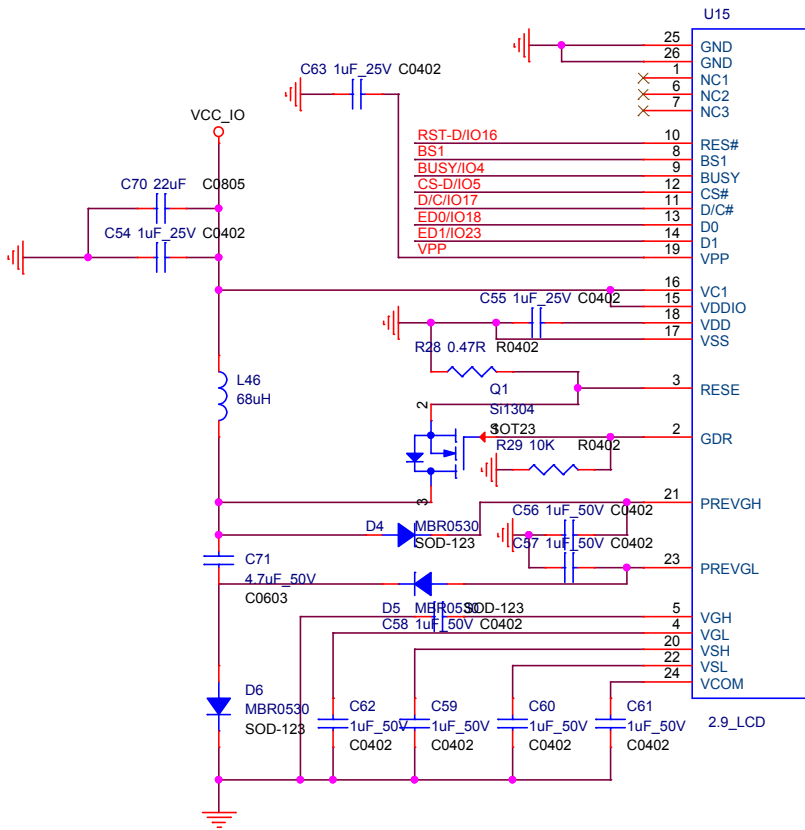 U15
25 GND
26 GND
1 NC1
6 NC2
7 NC3
C63 1uF_25V C0402
VCC_IO
RST-D/IO16 10 RES#
BS1 8 BS1
BUSY/IO4 9 BUSY
CS-D/IO5 12 CS#
D/C/IO17 11 D/C#
ED0/IO18 13 D0
ED1/IO23 14 D1
VPP 19 VPP
C70 22uF C0805
C54 1uF_25V C0402
16 VC1
15 VDDIO
C55 1uF_25V C0402
18 VDD
17 VSS
R28 0.47R R0402
3 RESE
L46
68uH
Q1
Si1304
SOT23
2
1
3
2 GDR
R29 10K R0402
21 PREVGH
C56 1uF_50V C0402
D4 MBR0530
SOD-123
C57 1uF_50V
C0402
23 PREVGL
C71
4.7uF_50V
C0603
D5 MBR0530 SOD-123
C58 1uF_50V C0402
5 VGH
4 VGL
20 VSH
22 VSL
24 VCOM
D6
MBR0530
SOD-123
C62
1uF_50V
C0402
C59
1uF_50V
C0402
C60
1uF_50V
C0402
C61
1uF_50V
C0402
2.9_LCD